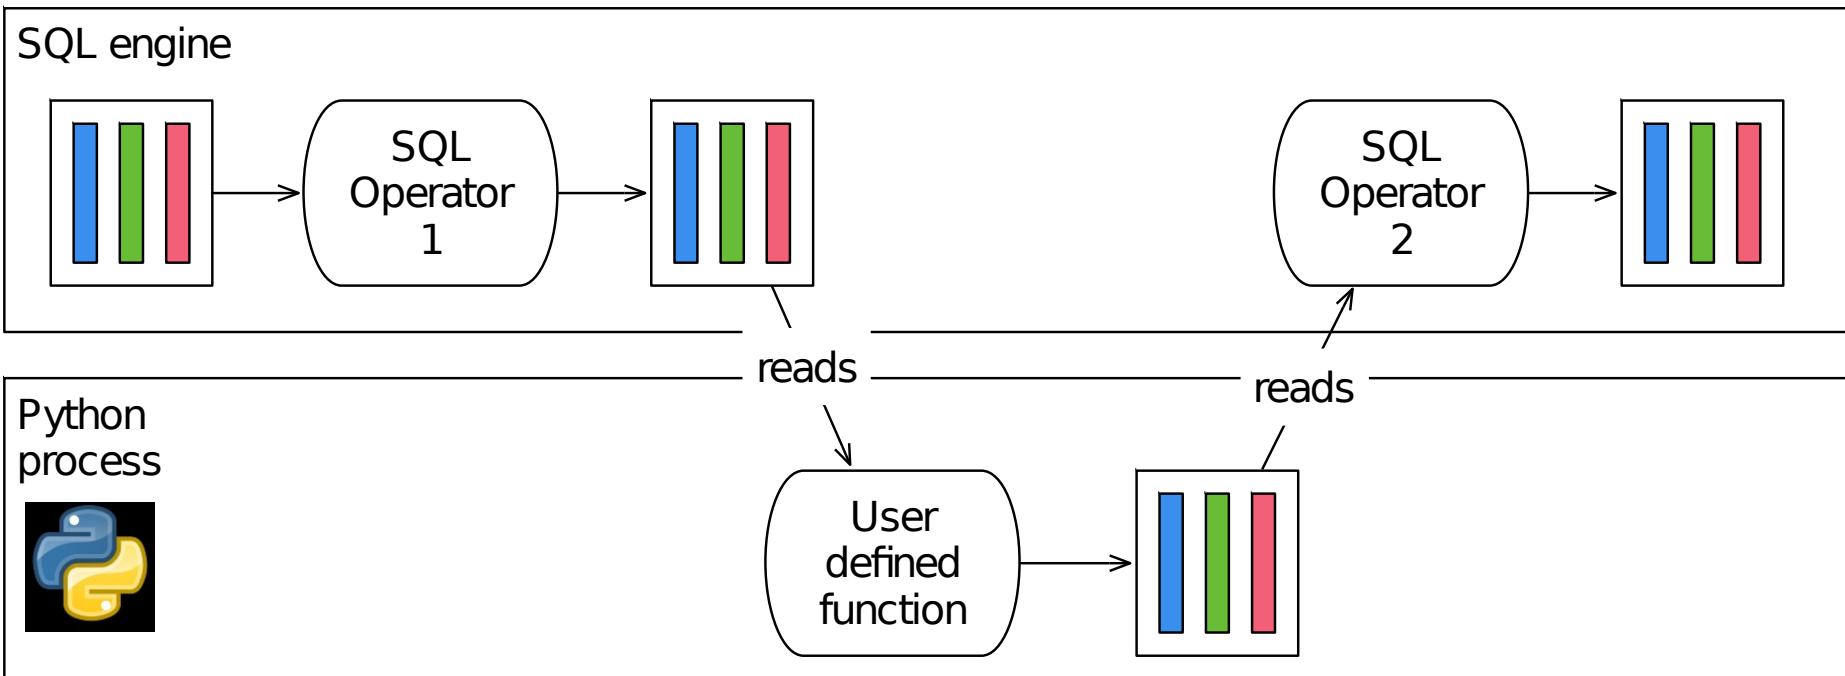 SQL engine
SQL
Operator
1
SQL
Operator
2
reads
reads
Python
process
User
defined
function